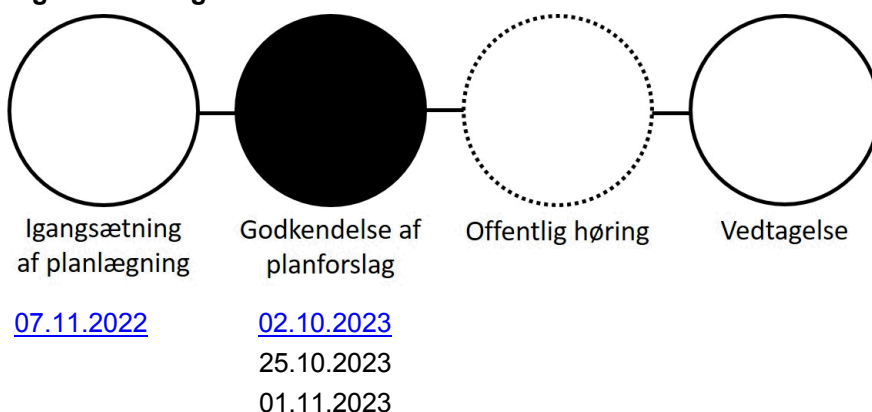 Igangsætning
af planlægning
Godkendelse af
planforslag
Offentlig høring
Vedtagelse
07.11.2022
02.10.2023
25.10.2023
01.11.2023